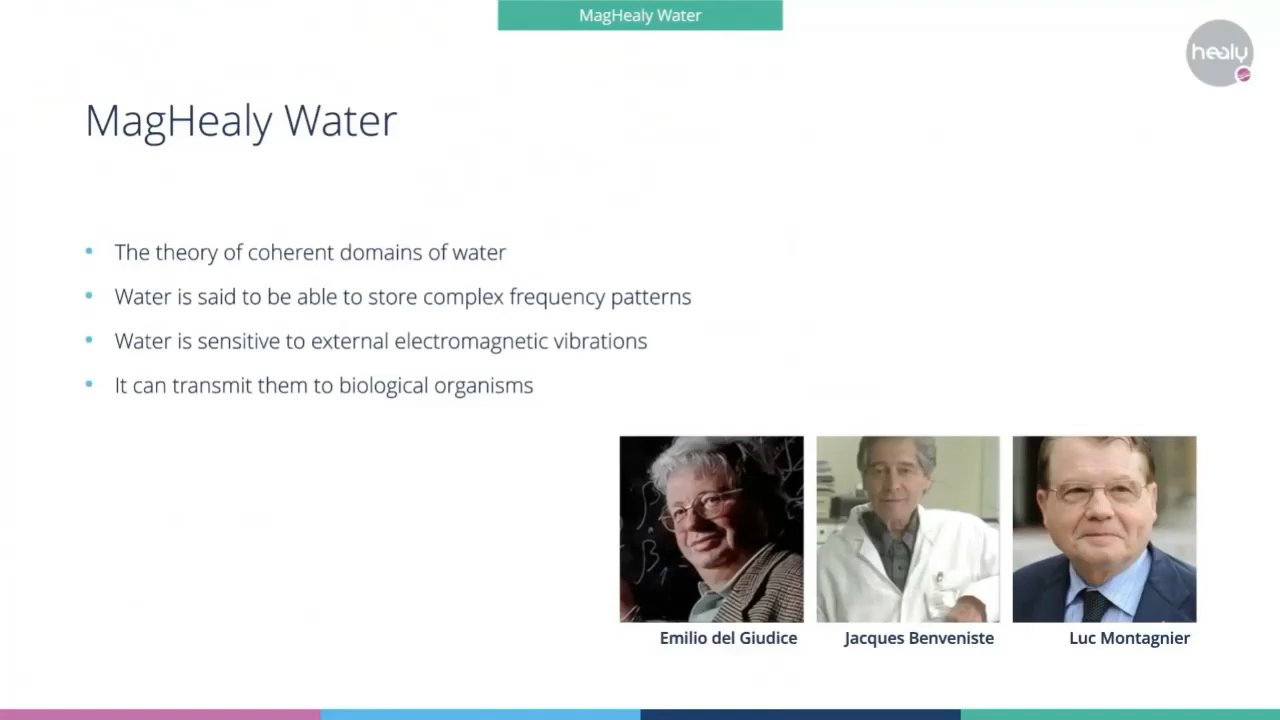 MagHealy Water
healy
MagHealy Water
The theory of coherent domains of water
Water is said to be able to store complex frequency patterns
Water is sensitive to external electromagnetic vibrations
It can transmit them to biological organisms
Emilio del Giudice
Jacques Benveniste
Luc Montagnier